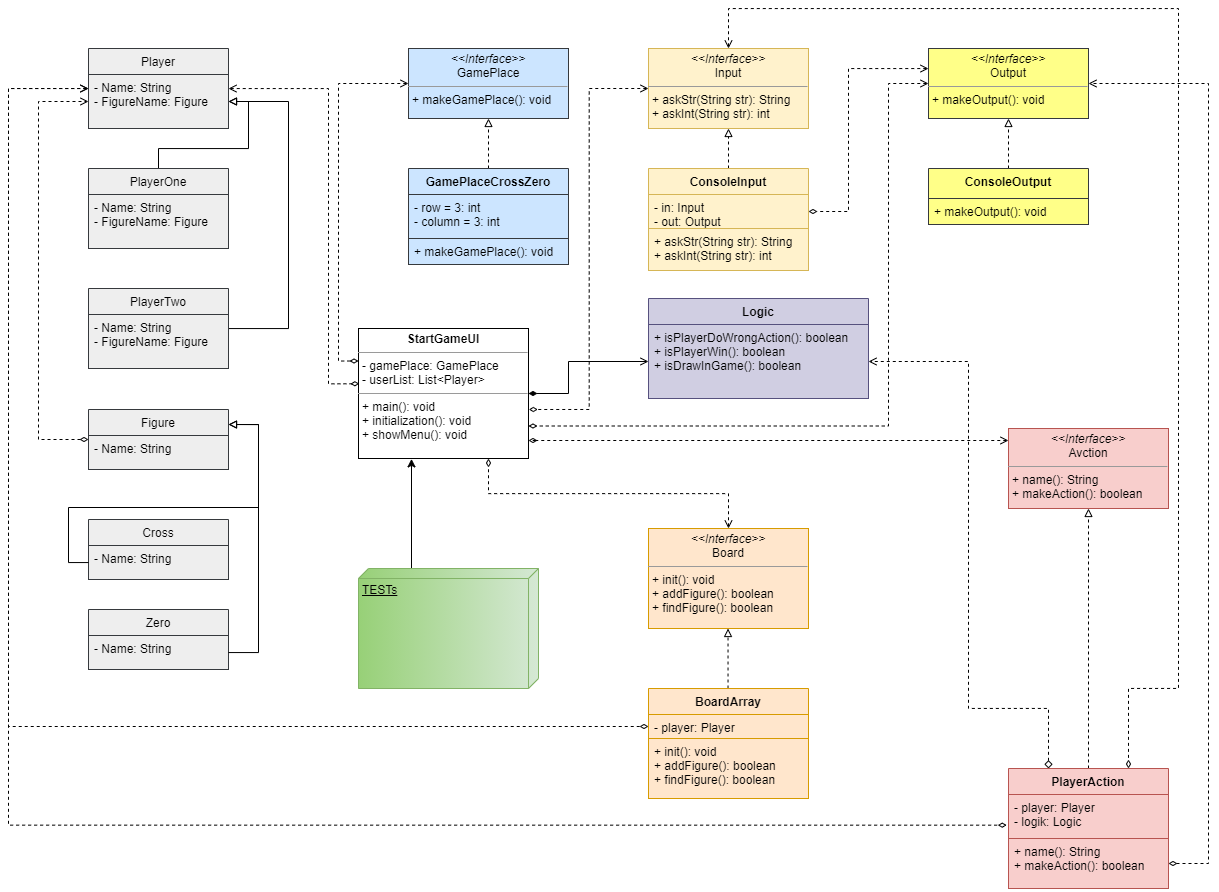 Player
- Name: String
- FigureName: Figure
PlayerOne
- Name: String
- FigureName: Figure
PlayerTwo
- Name: String
- FigureName: Figure
Figure
- Name: String
Cross
- Name: String
Zero
- Name: String
<<Interface>>
GamePlace
+ makeGamePlace(): void
GamePlaceCrossZero
- row = 3: int
- column = 3: int
+ makeGamePlace(): void
StartGameUI
- gamePlace: GamePlace
- userList: List<Player>
+ main(): void
+ initialization(): void
+ showMenu(): void
TESTs
<<Interface>>
Input
+ askStr(String str): String
+ askInt(String str): int
ConsoleInput
- in: Input
- out: Output
+ askStr(String str): String
+ askInt(String str): int
Logic
+ isPlayerDoWrongAction(): boolean
+ isPlayerWin(): boolean
+ isDrawInGame(): boolean
<<Interface>>
Board
+ init(): void
+ addFigure(): boolean
+ findFigure(): boolean
BoardArray
- player: Player
+ init(): void
+ addFigure(): boolean
+ findFigure(): boolean
<<Interface>>
Output
+ makeOutput(): void
ConsoleOutput
+ makeOutput(): void
<<Interface>>
Avction
+ name(): String
+ makeAction(): boolean
PlayerAction
- player: Player
- logik: Logic
+ name(): String
+ makeAction(): boolean